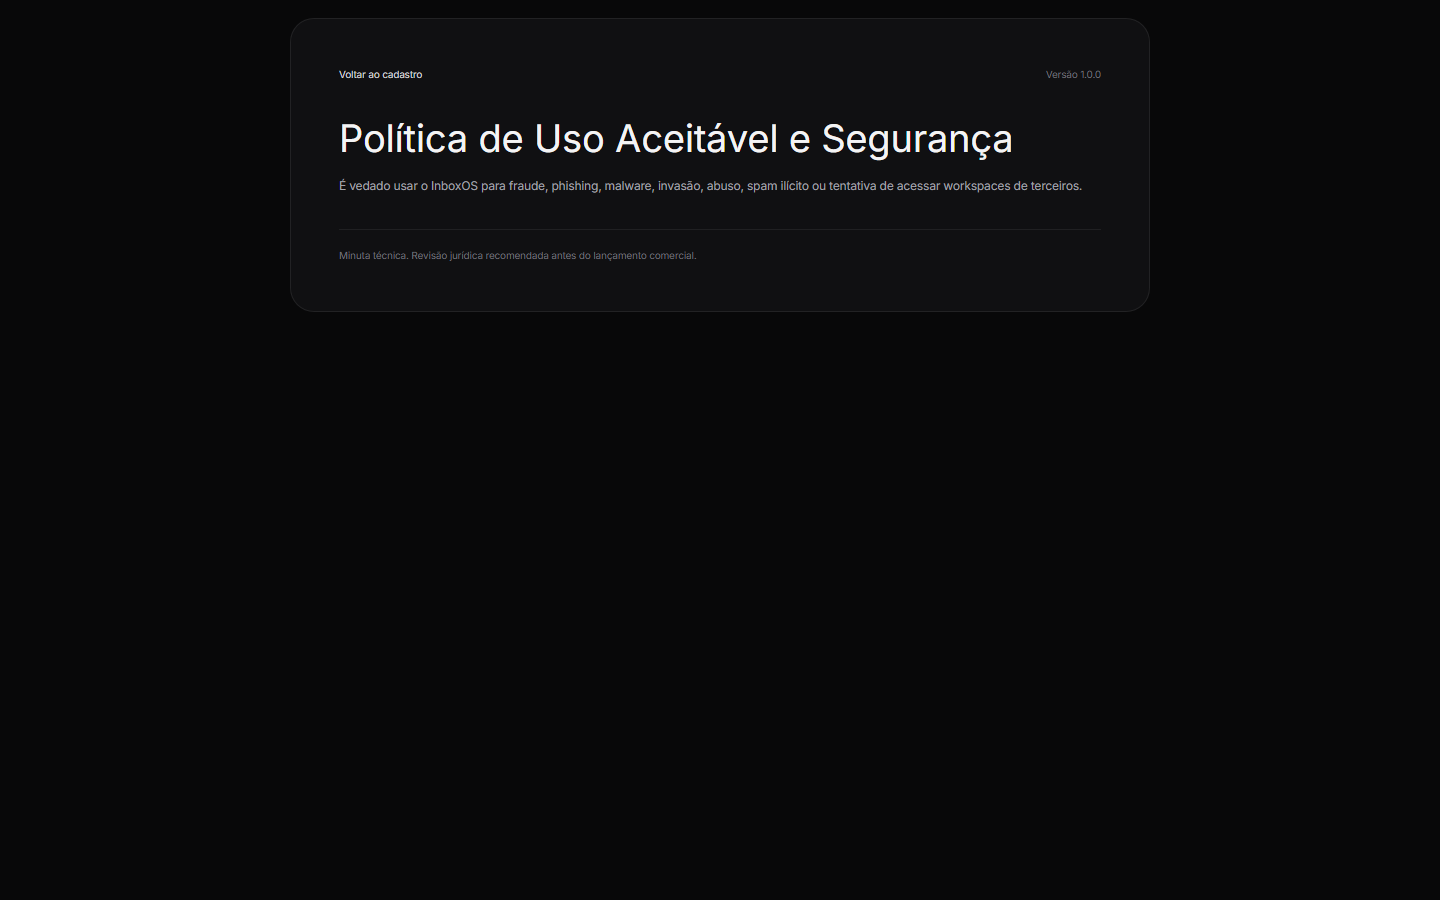 Voltar ao cadastro
Versão 1.0.0
Política de Uso Aceitável e Segurança
É vedado usar o InboxOS para fraude, phishing, malware, invasão, abuso, spam ilícito ou tentativa de acessar workspaces de terceiros.
Minuta técnica. Revisão jurídica recomendada antes do lançamento comercial.